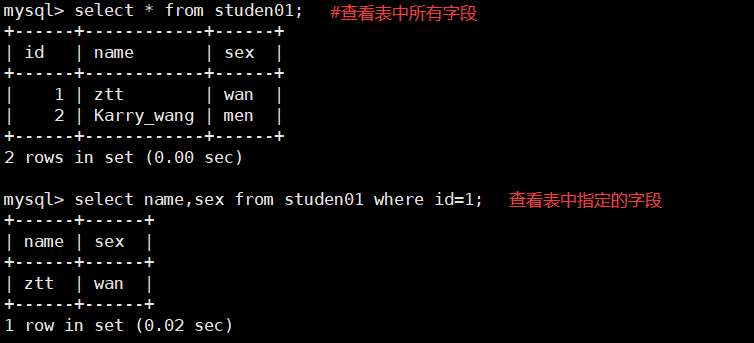 mysql> select * from studen01; #查看表中所有字段
+------+------------+------+
| id   | name       | sex  |
+------+------------+------+
|    1 | ztt        | wan  |
|    2 | Karry_wang | men  |
+------+------------+------+
2 rows in set (0.00 sec)
mysql> select name,sex from studen01 where id=1; 查看表中指定的字段
+------+------+
| name | sex  |
+------+------+
| ztt  | wan  |
+------+------+
1 row in set (0.02 sec)